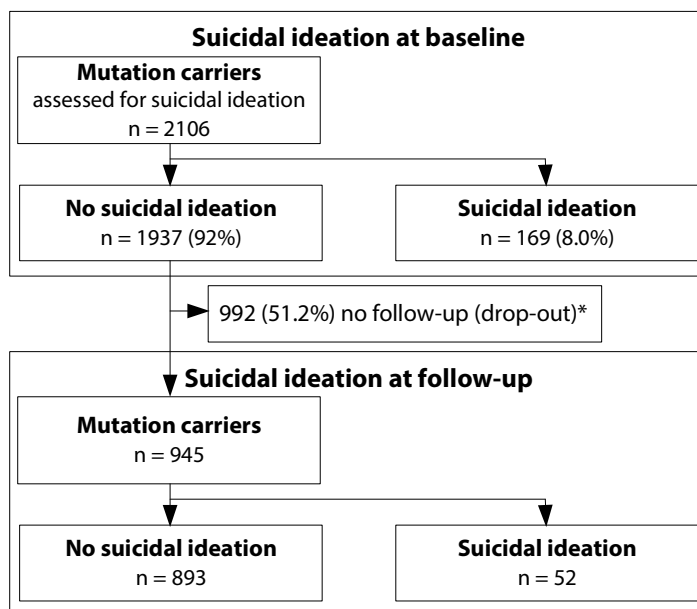 Suicidal ideation at baseline
Mutation carriers
assessed for suicidal ideation
n = 2106
No suicidal ideation
n = 1937 (92%)
Suicidal ideation
n = 169 (8.0%)
992 (51.2%) no follow-up (drop-out)*
Suicidal ideation at follow-up
Mutation carriers
n = 945
No suicidal ideation
n = 893
Suicidal ideation
n = 52